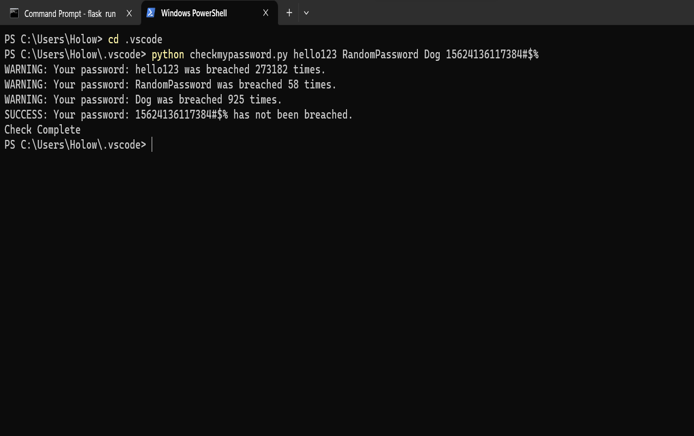 Command Prompt - flask run
Windows PowerShell
PS C:\Users\Holow> cd .vscode
PS C:\Users\Holow\.vscode> python checkmypassword.py hello123 RandomPassword Dog 15624136117384#$%
WARNING: Your password: hello123 was breached 273182 times.
WARNING: Your password: RandomPassword was breached 58 times.
WARNING: Your password: Dog was breached 925 times.
SUCCESS: Your password: 15624136117384#$% has not been breached.
Check Complete
PS C:\Users\Holow\.vscode>